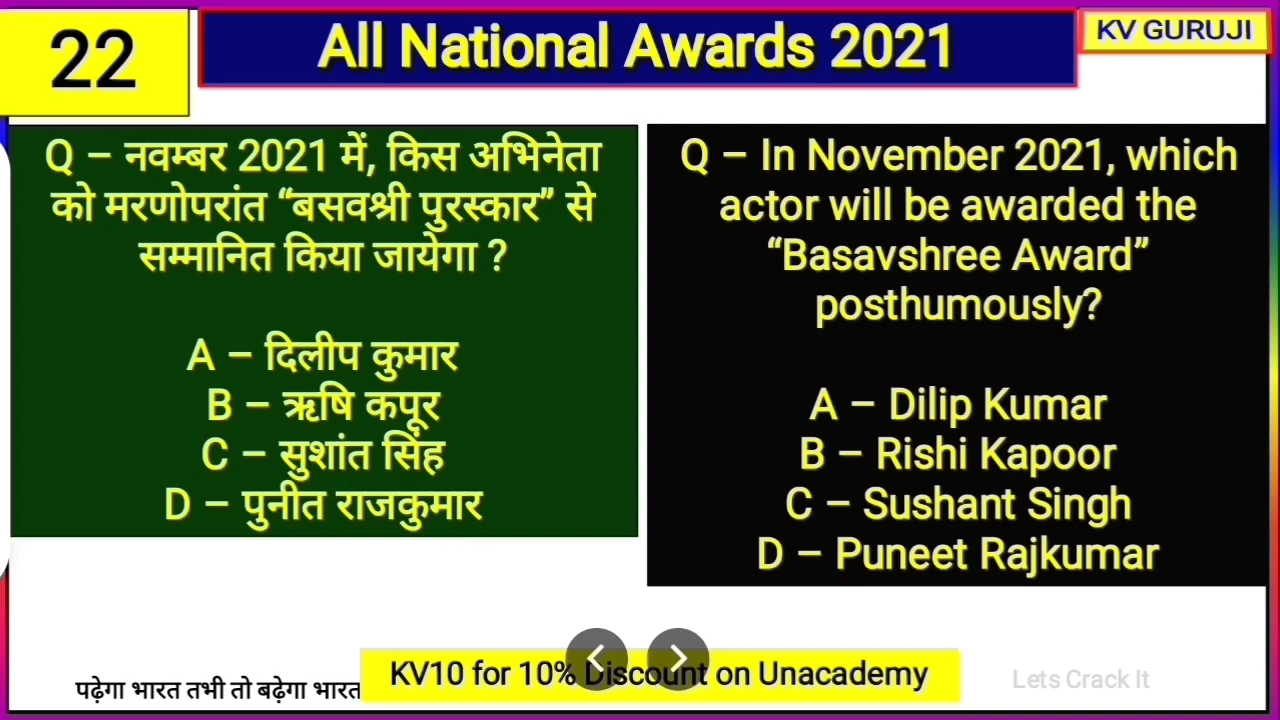 22
All National Awards 2021
KV GURUJI
Q – नवम्बर 2021 में, किस अभिनेता
को मरणोपरांत “बसवश्री पुरस्कार” से
सम्मानित किया जायेगा ?
A – दिलीप कुमार
B – ऋषि कपूर
C – सुशांत सिंह
D – पुनीत राजकुमार
Q – In November 2021, which
actor will be awarded the
“Basavshree Award”
posthumously?
A – Dilip Kumar
B – Rishi Kapoor
C – Sushant Singh
D – Puneet Rajkumar
पढ़ेगा भारत तभी तो बढ़ेगा भारत
KV10 for 10% Discount on Unacademy
Lets Crack It